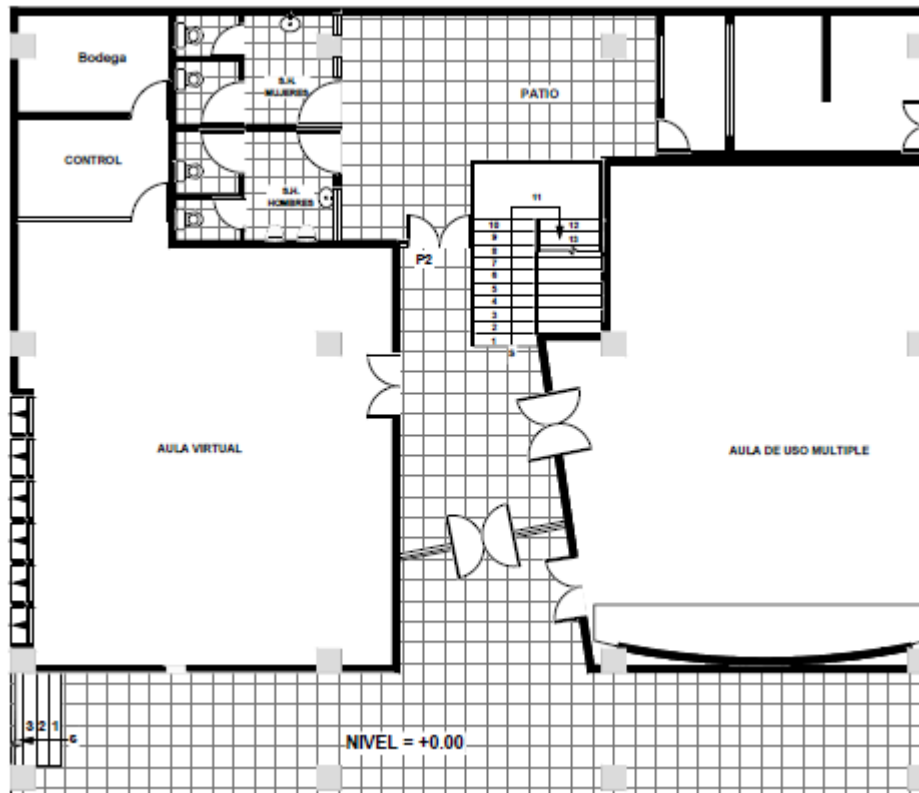 Bodega
S.H.
MUJERES
PATIO
CONTROL
S.H.
HOMBRES
P2
11
10
9
8
7
6
5
4
3
2
1
12
13
S
AULA VIRTUAL
AULA DE USO MULTIPLE
3 2 1
S
NIVEL = +0.00